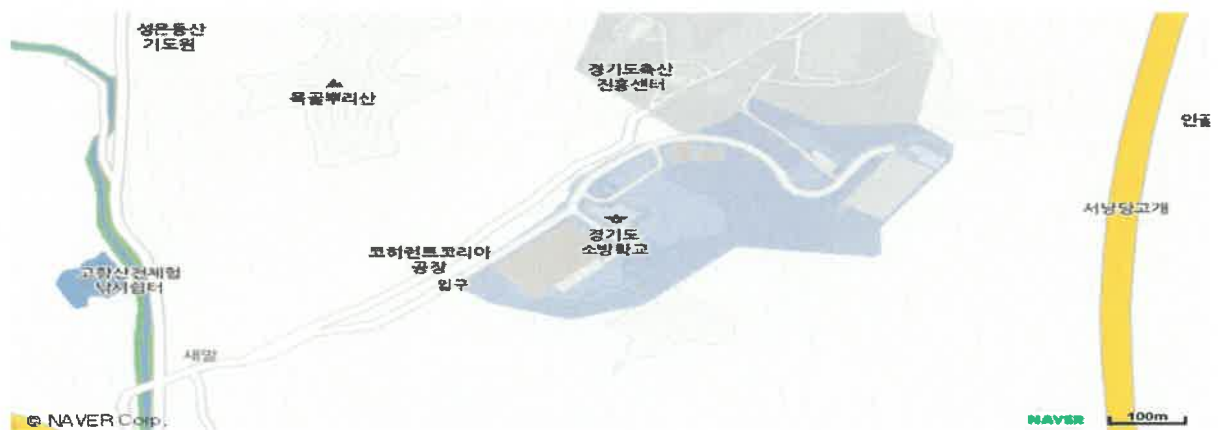 성은동산
기도원
옥골뿌리산
경기도축산
진흥센터
안골
서낭당고개
경기도
소방학교
코히런트코리아
공장
입구
고향산천체험
낚시쉼터
새말
© NAVER Corp.
NAVER
100m